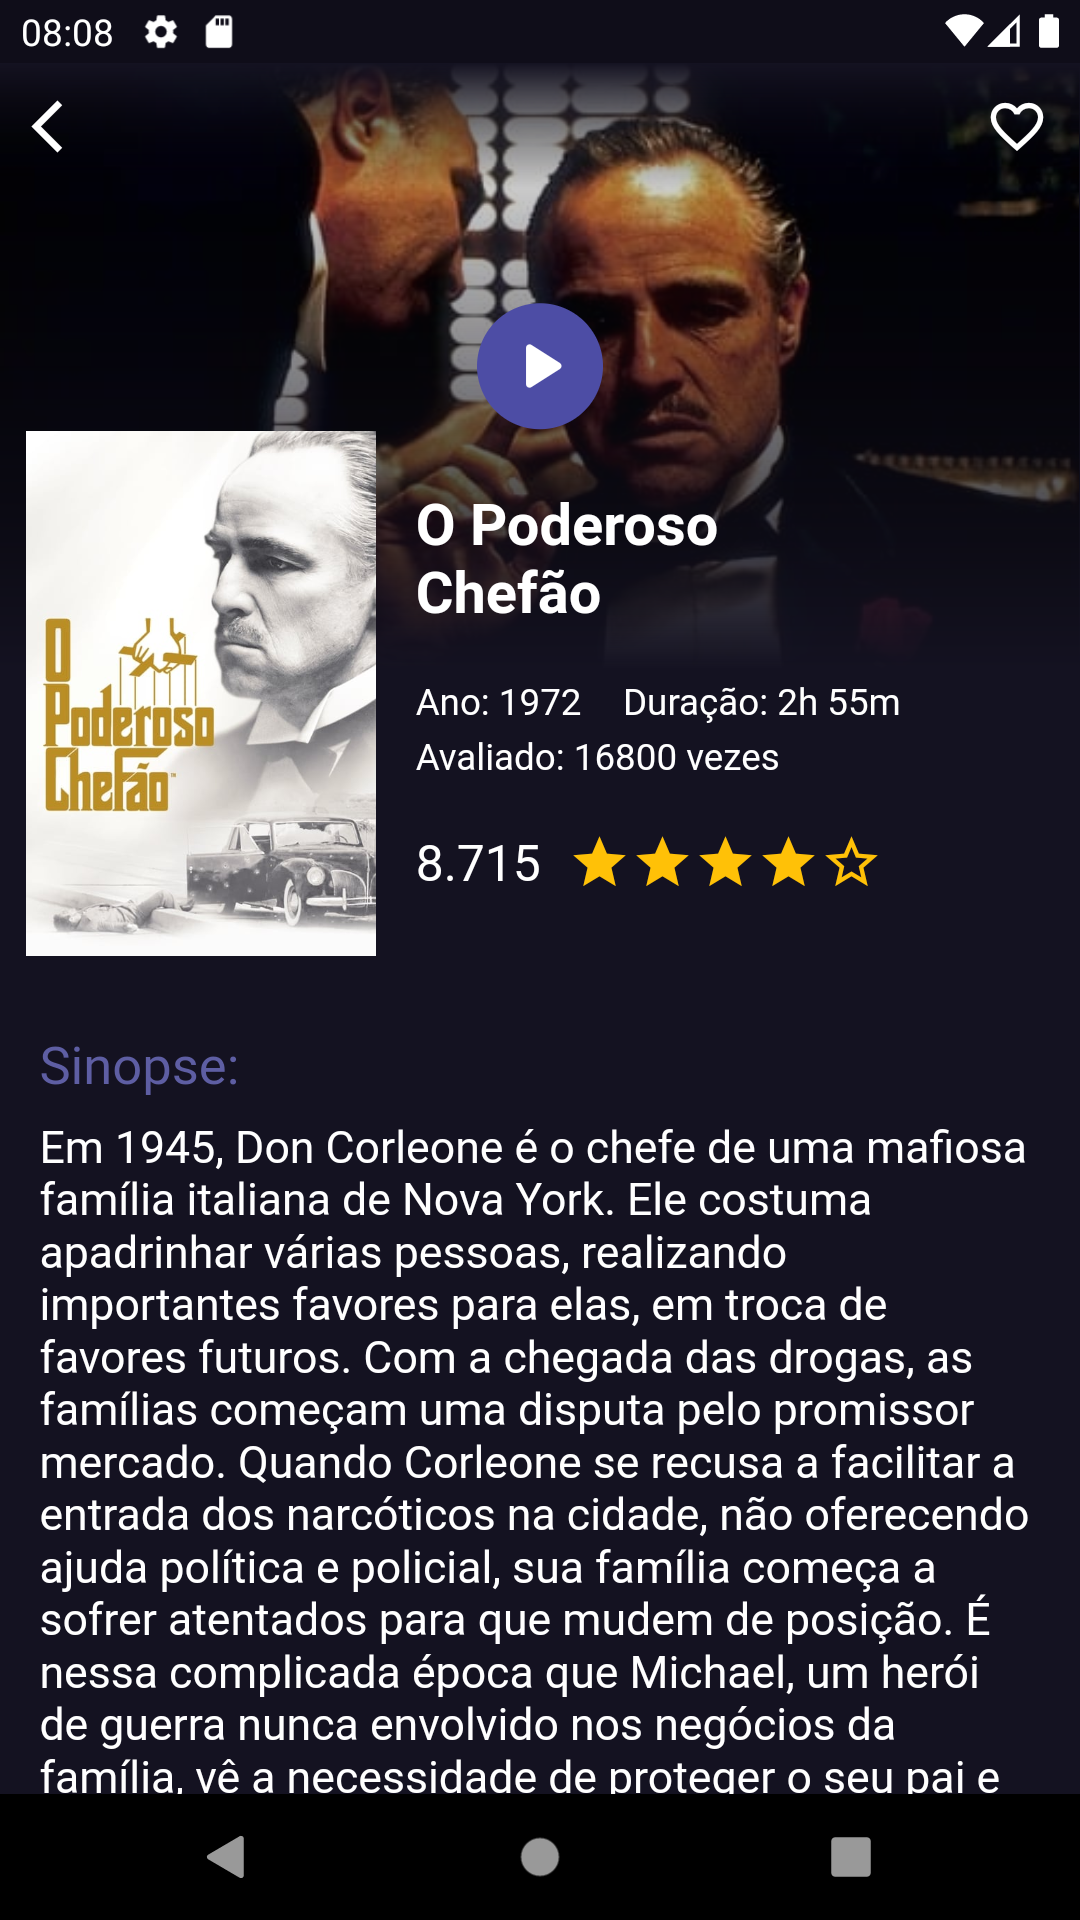 08:08
O Poderoso
Chefão
O
Poderoso
Chefão
Ano: 1972 Duração: 2h 55m
Avaliado: 16800 vezes
8.715
Sinopse:
Em 1945, Don Corleone é o chefe de uma mafiosa
família italiana de Nova York. Ele costuma
apadrinhar várias pessoas, realizando
importantes favores para elas, em troca de
favores futuros. Com a chegada das drogas, as
famílias começam uma disputa pelo promissor
mercado. Quando Corleone se recusa a facilitar a
entrada dos narcóticos na cidade, não oferecendo
ajuda política e policial, sua família começa a
sofrer atentados para que mudem de posição. É
nessa complicada época que Michael, um herói
de guerra nunca envolvido nos negócios da
família, vê a necessidade de proteger o seu pai e